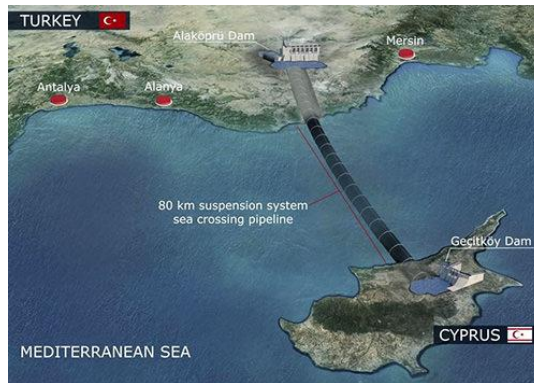 TURKEY
Alaköprü Dam
Mersin
Antalya
Alanya
80 km suspension system
sea crossing pipeline
Geçitköy Dam
CYPRUS
MEDITERRANEAN SEA